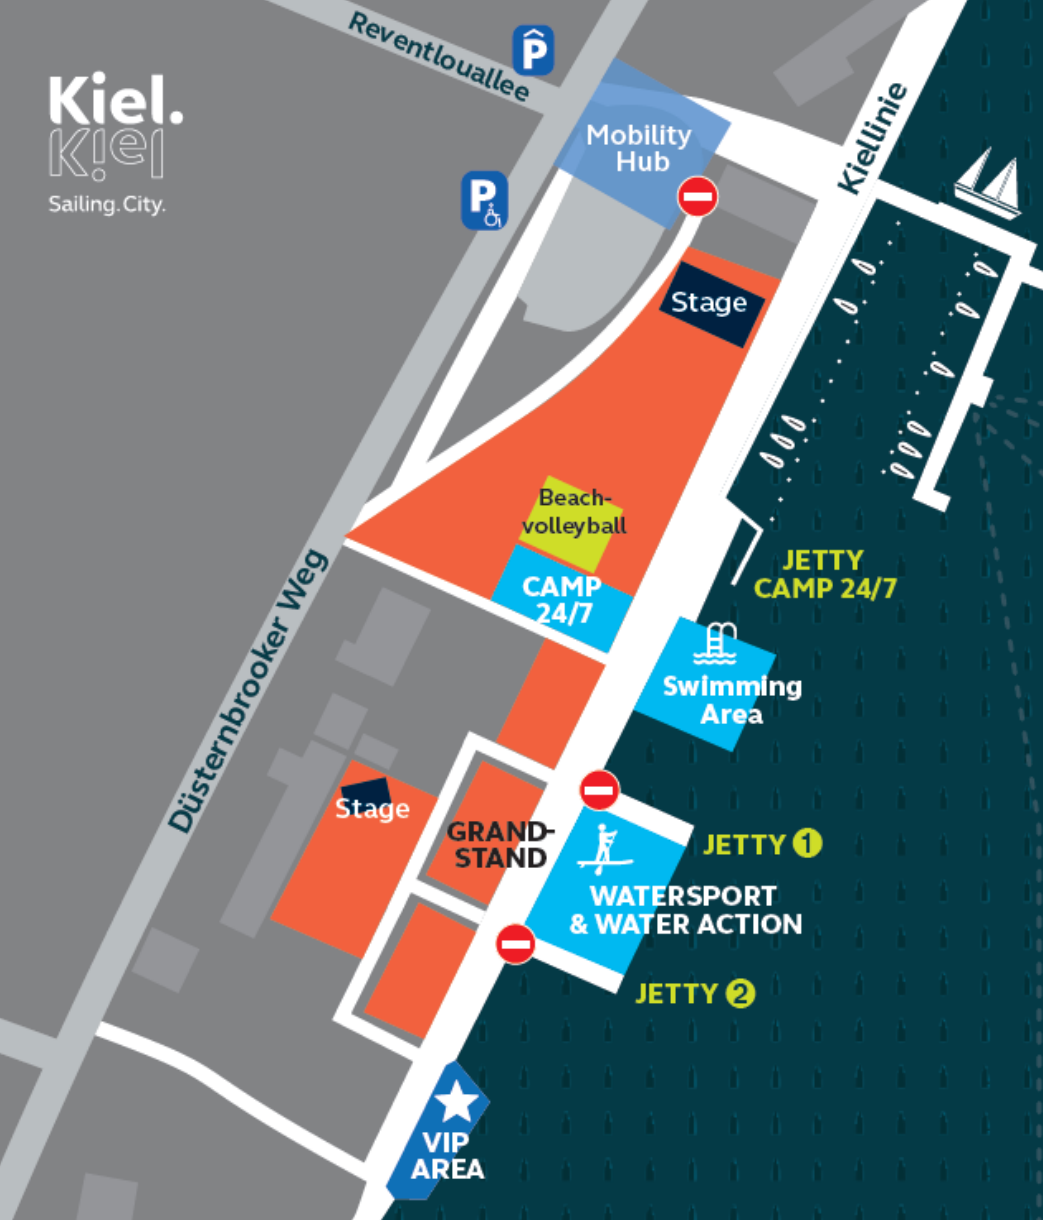 Reventlouallee
P
Kiel.
Kiel
Sailing.City.
Mobility
Hub
Kiellinie
P
Stage
Beach-
volleyball
CAMP
24/7
JETTY
CAMP 24/7
Düsternbrooker Weg
Swimming
Area
Stage
GRAND-
STAND
JETTY 1
WATERSPORT
& WATER ACTION
JETTY 2
VIP
AREA